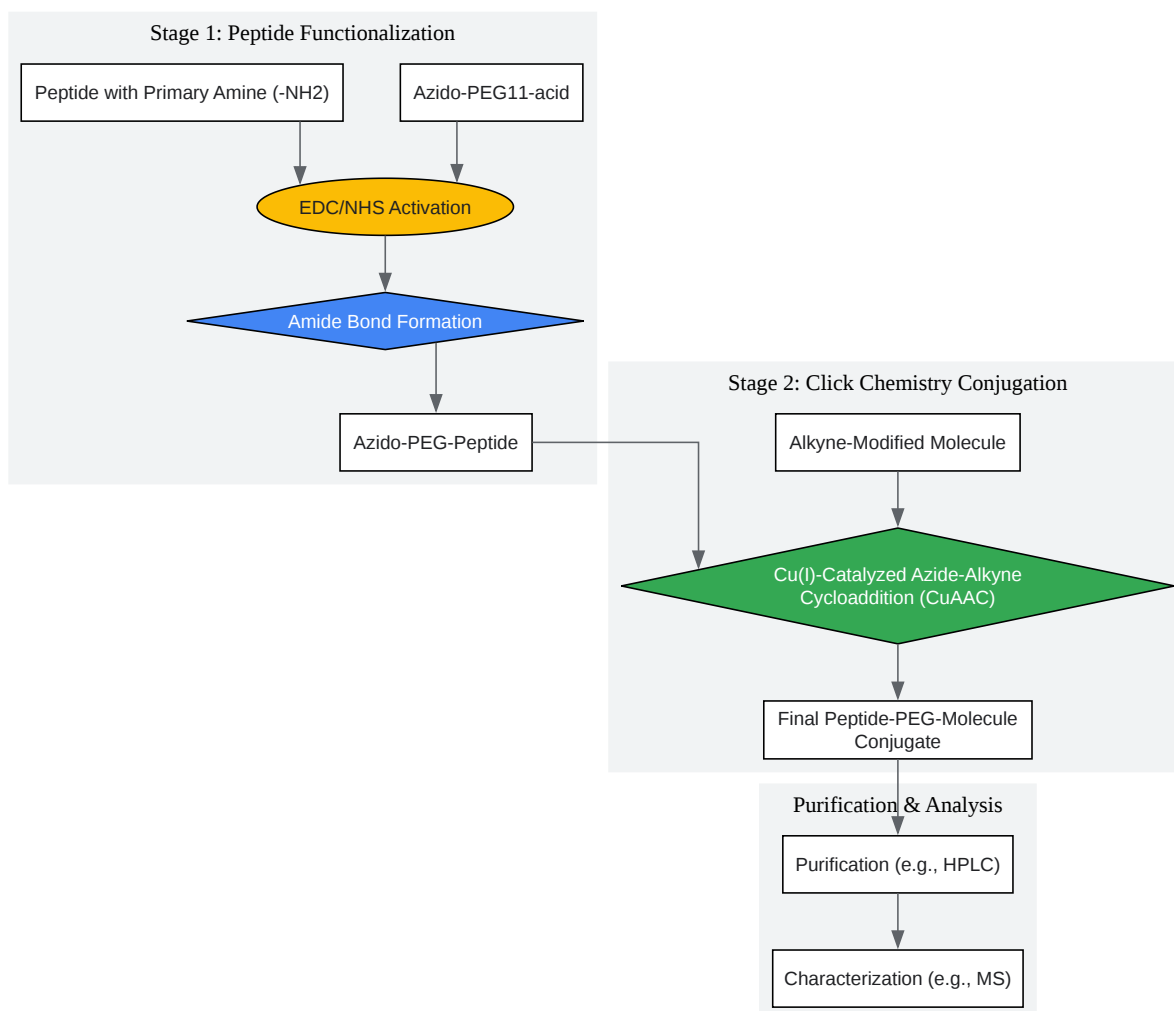 Stage 1: Peptide Functionalization
Peptide with Primary Amine (-NH2)
Azido-PEG11-acid
EDC/NHS Activation
Amide Bond Formation
Azido-PEG-Peptide
Stage 2: Click Chemistry Conjugation
Alkyne-Modified Molecule
Cu(I)-Catalyzed Azide-Alkyne
Cycloaddition (CuAAC)
Final Peptide-PEG-Molecule
Conjugate
Purification & Analysis
Purification (e.g., HPLC)
Characterization (e.g., MS)